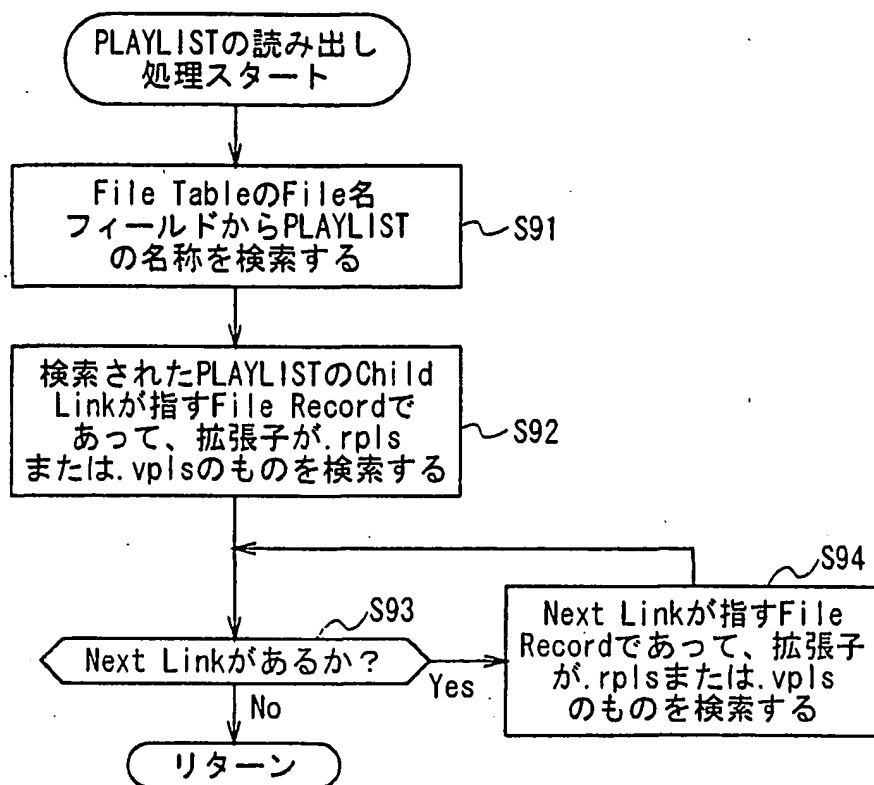 PLAYLISTの読み出し
処理スタート
File TableのFile名
フィールドからPLAYLIST
の名称を検索する
S91
検索されたPLAYLISTのChild
Linkが指すFile Recordで
あって、拡張子が.rpls
または.vplsのものを検索する
S92
S93
Next Linkがあるか？
Yes
No
S94
Next Linkが指すFile
Recordであって、拡張子
が.rplsまたは.vpls
のものを検索する
リターン